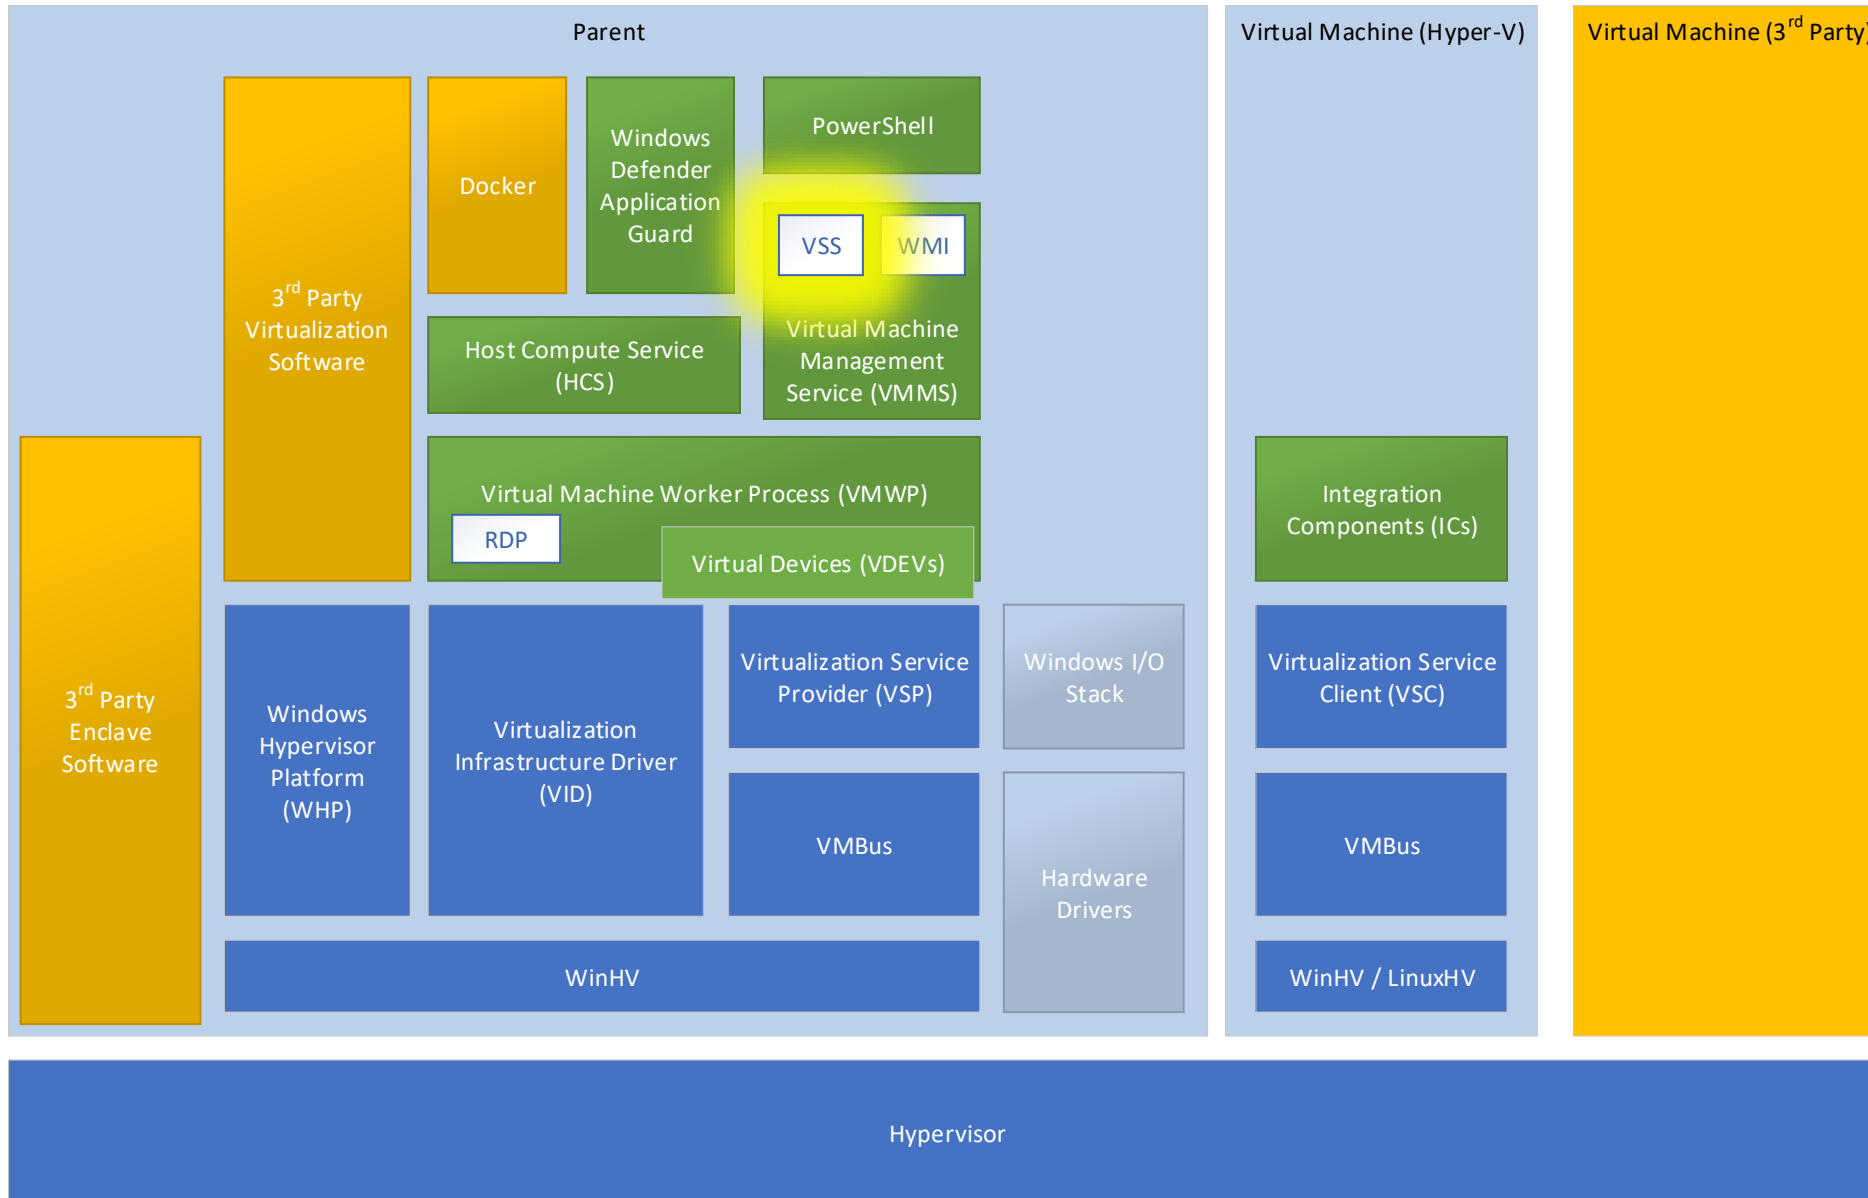 Parent
Virtual Machine (Hyper-V)
Virtual Machine (3rd Party)
3rd Party
Virtualization
Software
Docker
Windows
Defender
Application
Guard
PowerShell
VSS
WMI
Virtual Machine
Management
Service (VMMS)
Host Compute Service
(HCS)
3rd Party
Enclave
Software
Virtual Machine Worker Process (VMWP)
RDP
Virtual Devices (VDEVs)
Integration
Components (ICs)
Windows
Hypervisor
Platform
(WHP)
Virtualization
Infrastructure Driver
(VID)
Virtualization Service
Provider (VSP)
Windows I/O
Stack
Virtualization Service
Client (VSC)
VMBus
Hardware
Drivers
VMBus
WinHV
WinHV / LinuxHV
Hypervisor